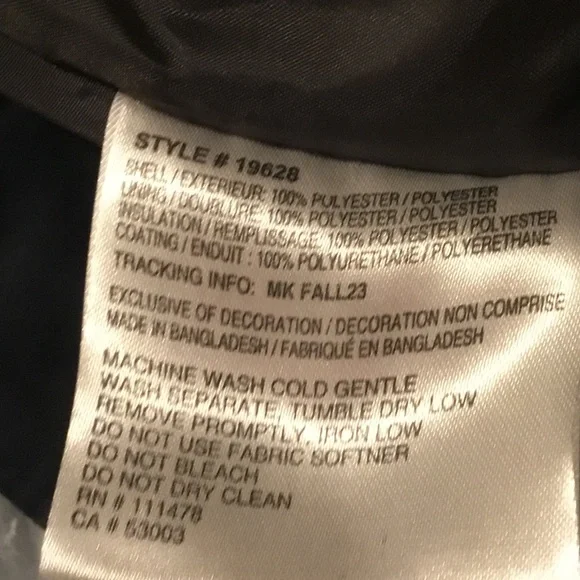 STYLE # 19628
SHELL / EXTERIEUR: 100% POLYESTER / POLYESTER
LINING / DOUBLURE: 100% POLYESTER / POLYESTER
INSULATION / REMPLISSAGE: 100% POLYESTER / POLYESTER
COATING / ENDUIT : 100% POLYURETHANE / POLYERETHANE
TRACKING INFO: MK FALL23
EXCLUSIVE OF DECORATION / DECORATION NON COMPRISE
MADE IN BANGLADESH / FABRIQUÉ EN BANGLADESH
MACHINE WASH COLD GENTLE
WASH SEPARATE, TUMBLE DRY LOW
REMOVE PROMPTLY, IRON LOW
DO NOT USE FABRIC SOFTNER
DO NOT BLEACH
DO NOT DRY CLEAN
RN # 111478
CA # 53003